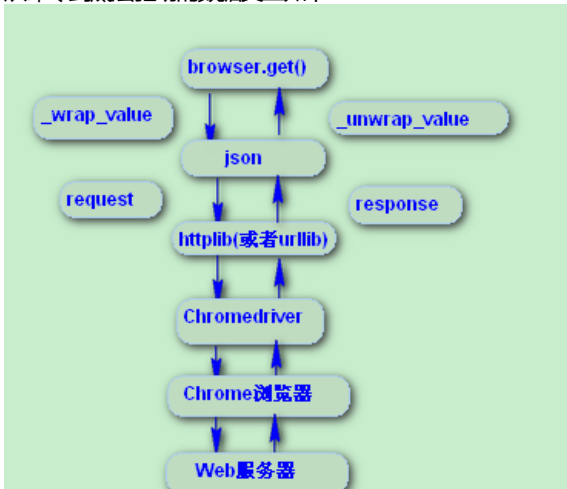 browser.get()
_wrap_value
_unwrap_value
json
request
response
httplib(或者urllib)
Chromedriver
Chrome浏览器
Web服务器